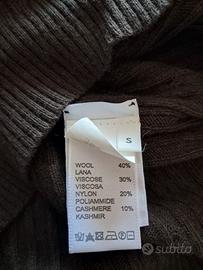 S
WOOL 40%
LANA
VISCOSE 30%
VISCOSA
NYLON 20%
POLIAMMIDE
CASHMERE 10%
KASHMIR
subito